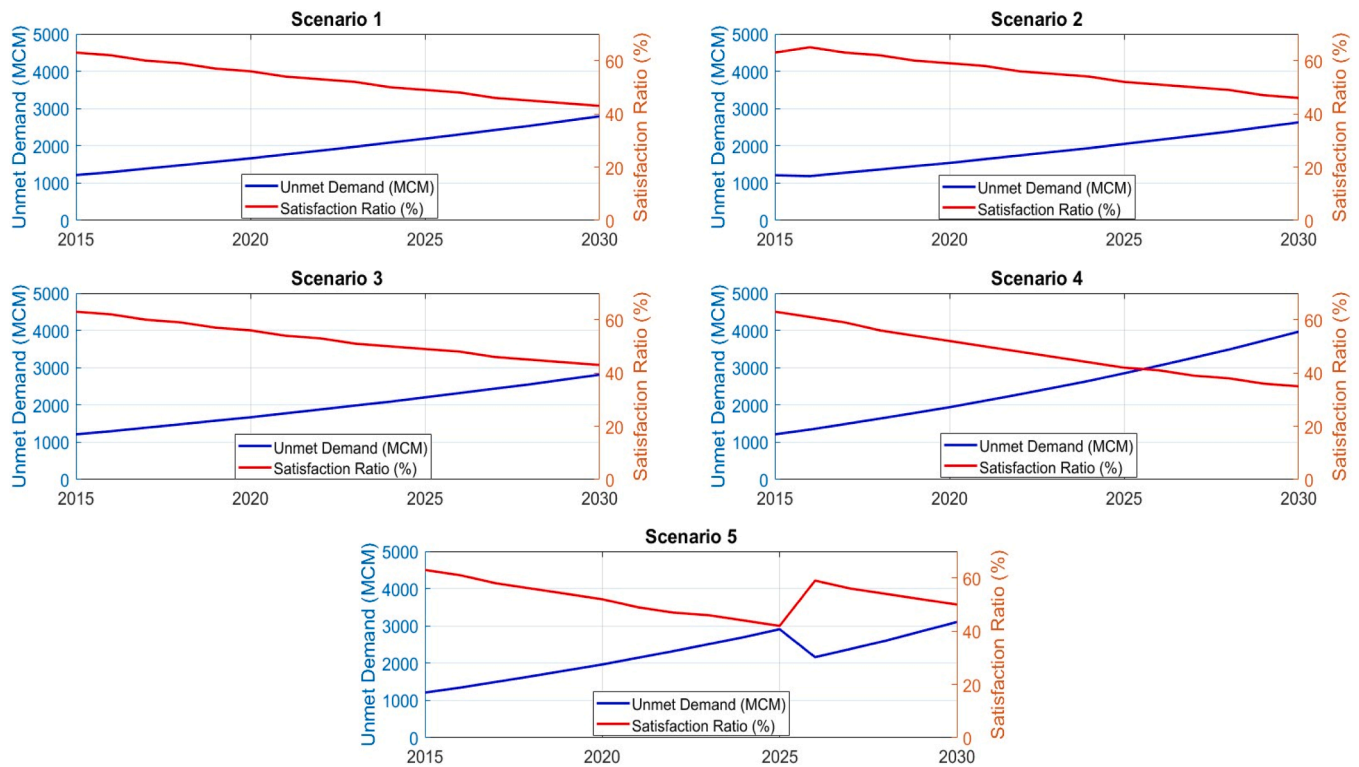 Scenario 1
Unmet Demand (MCM)
5000
4000
3000
2000
1000
0
60
40
20
0
Satisfaction Ratio (%)
Unmet Demand (MCM)
Satisfaction Ratio (%)
2015 2020 2025 2030
Scenario 2
Unmet Demand (MCM)
5000
4000
3000
2000
1000
0
60
40
20
0
Satisfaction Ratio (%)
Unmet Demand (MCM)
Satisfaction Ratio (%)
2015 2020 2025 2030
Scenario 3
Unmet Demand (MCM)
5000
4000
3000
2000
1000
0
60
40
20
0
Satisfaction Ratio (%)
Unmet Demand (MCM)
Satisfaction Ratio (%)
2015 2020 2025 2030
Scenario 4
Unmet Demand (MCM)
5000
4000
3000
2000
1000
0
60
40
20
0
Satisfaction Ratio (%)
Unmet Demand (MCM)
Satisfaction Ratio (%)
2015 2020 2025 2030
Scenario 5
Unmet Demand (MCM)
5000
4000
3000
2000
1000
0
60
40
20
0
Satisfaction Ratio (%)
Unmet Demand (MCM)
Satisfaction Ratio (%)
2015 2020 2025 2030